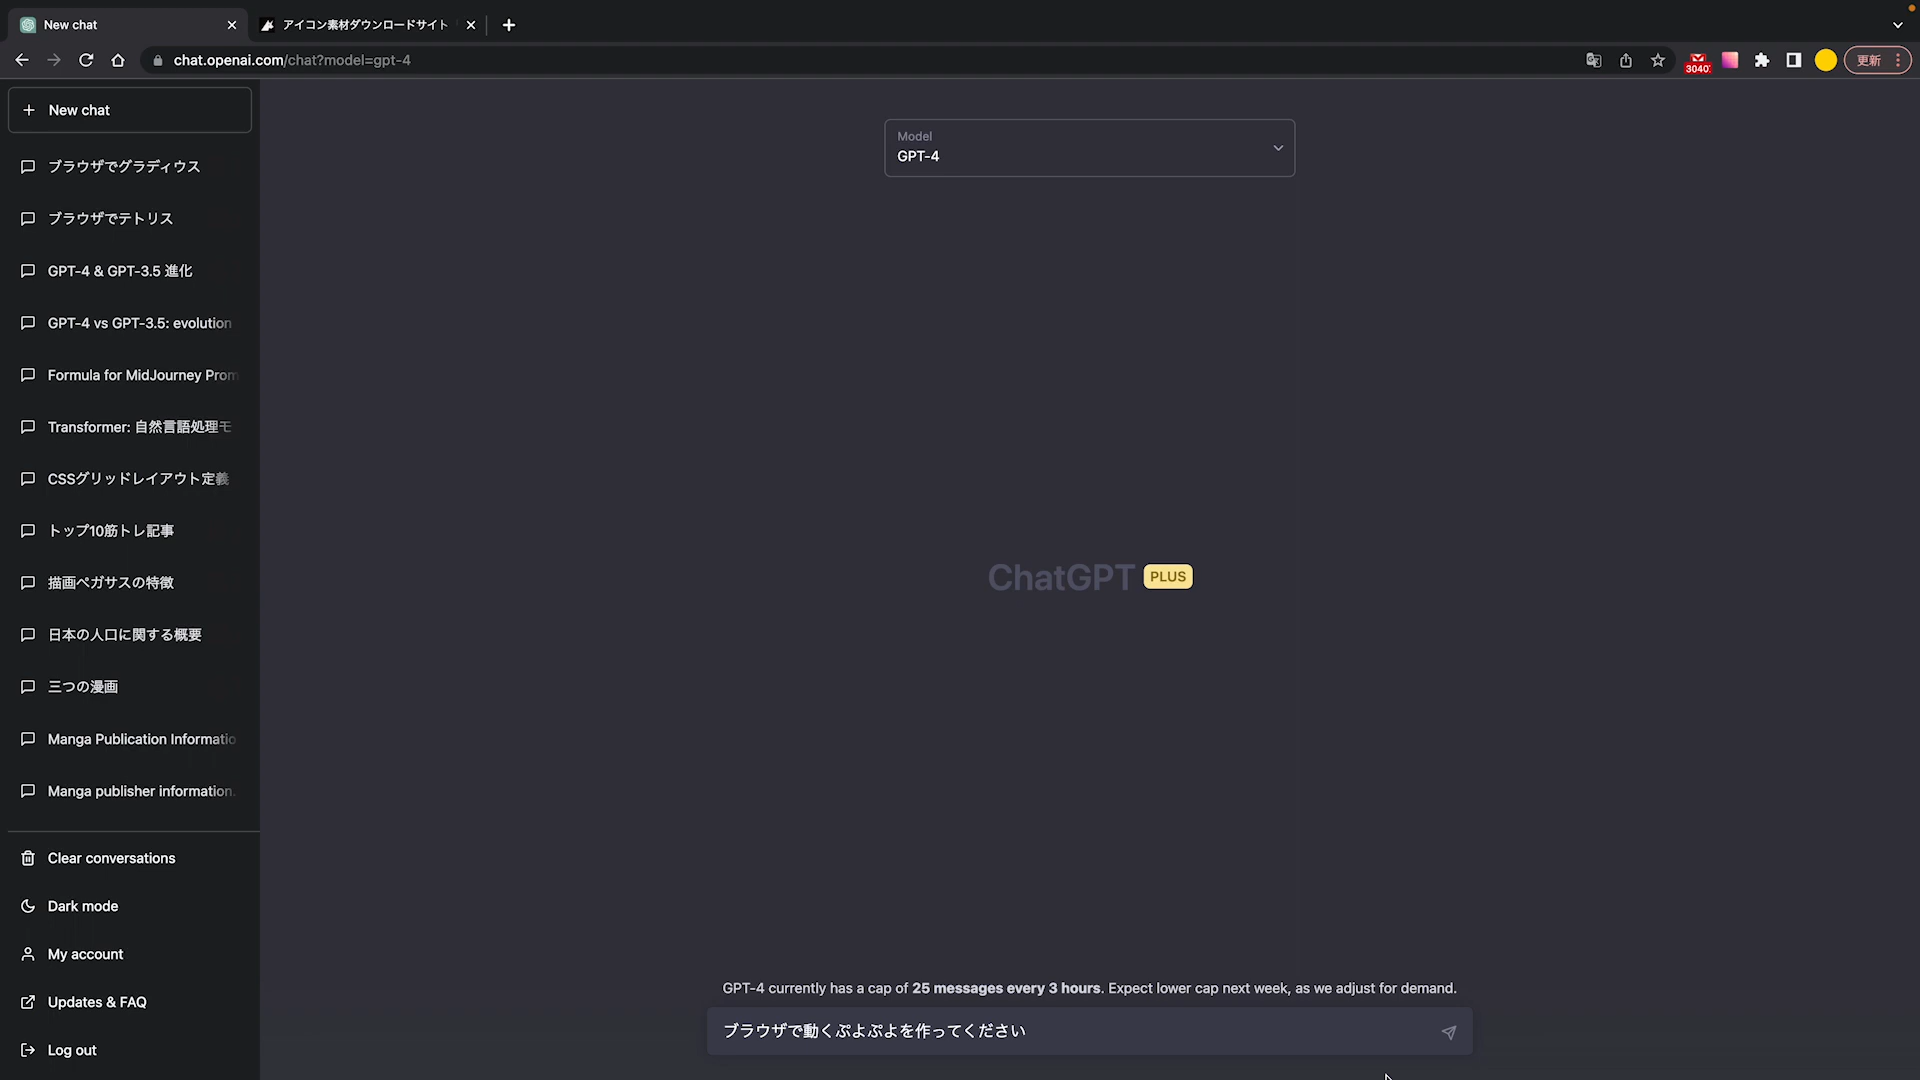 New chat
アイコン素材ダウンロードサイト
chat.openai.com/chat?model=gpt-4
3040
更新
New chat
ブラウザでグラディウス
ブラウザでテトリス
GPT-4 & GPT-3.5 進化
GPT-4 vs GPT-3.5: evolution
Formula for MidJourney Prom
Transformer: 自然言語処理モ
CSSグリッドレイアウト定義
トップ10筋トレ記事
描画ペガサスの特徴
日本の人口に関する概要
三つの漫画
Manga Publication Informatio
Manga publisher information.
Clear conversations
Dark mode
My account
Updates & FAQ
Log out
Model
GPT-4
ChatGPT PLUS
GPT-4 currently has a cap of 25 messages every 3 hours. Expect lower cap next week, as we adjust for demand.
ブラウザで動くぷよぷよを作ってください